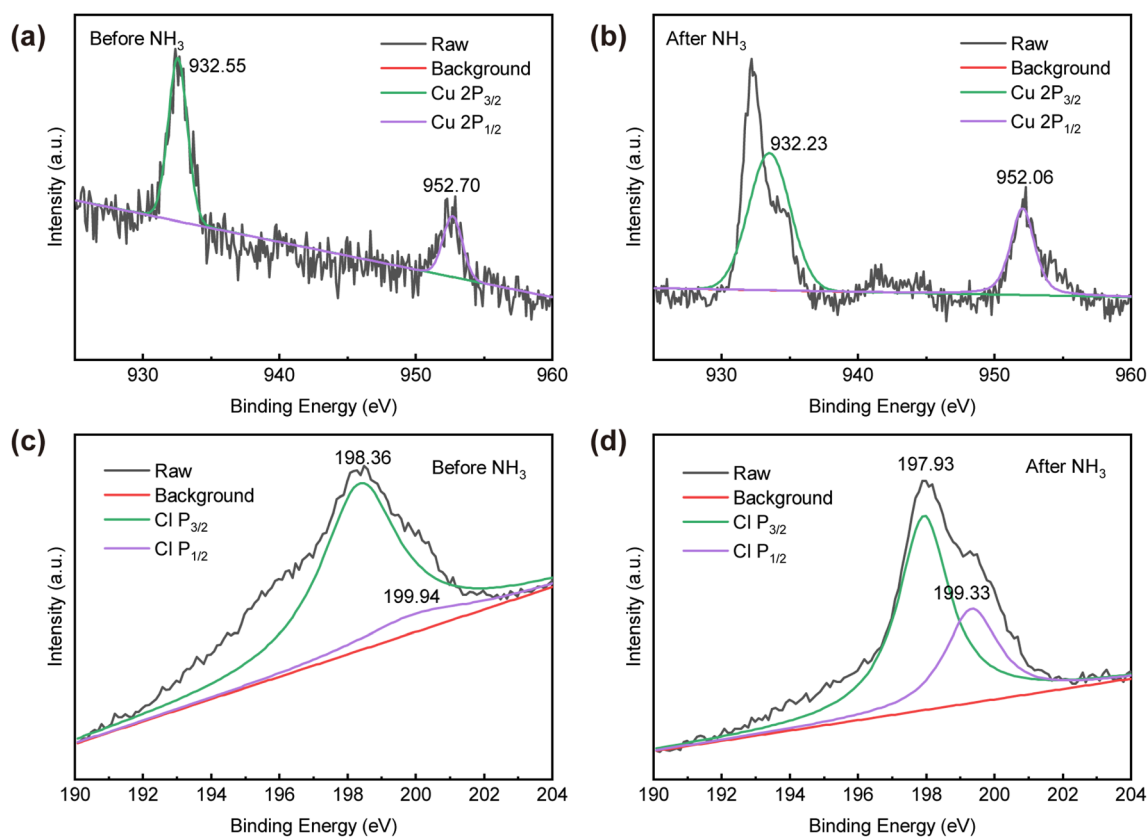 (a)
Before NH₃
932.55
952.70
Raw
Background
Cu 2P₃/₂
Cu 2P₁/₂
Intensity (a.u.)
930 940 950 960
Binding Energy (eV)
(b)
After NH₃
932.23
952.06
Raw
Background
Cu 2P₃/₂
Cu 2P₁/₂
Intensity (a.u.)
930 940 950 960
Binding Energy (eV)
(c)
198.36
Before NH₃
Raw
Background
Cl P₃/₂
Cl P₁/₂
199.94
Intensity (a.u.)
190 192 194 196 198 200 202 204
Binding Energy (eV)
(d)
197.93
After NH₃
Raw
Background
Cl P₃/₂
Cl P₁/₂
199.33
Intensity (a.u.)
190 192 194 196 198 200 202 204
Binding Energy (eV)